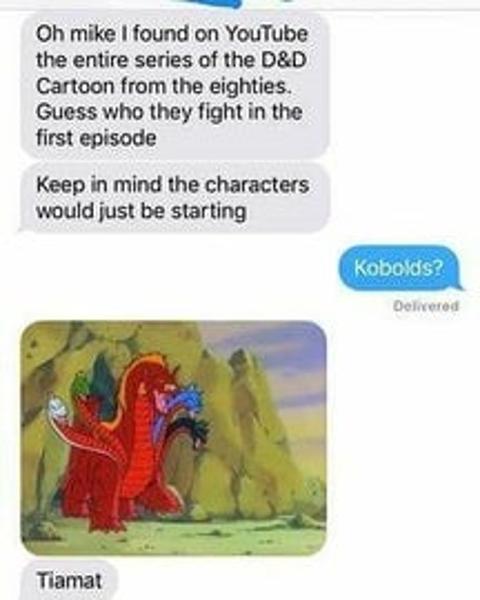 Oh mike I found on YouTube
the entire series of the D&D
Cartoon from the eighties.
Guess who they fight in the
first episode
Keep in mind the characters
would just be starting
Kobolds?
Delivered
Tiamat